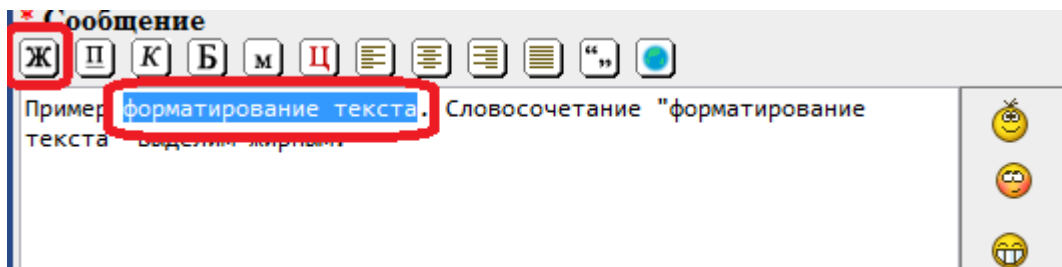 * Сообщение
Ж П К Б м Ц “„
Пример форматирование текста. Словосочетание "форматирование
текста" выделим жирным.